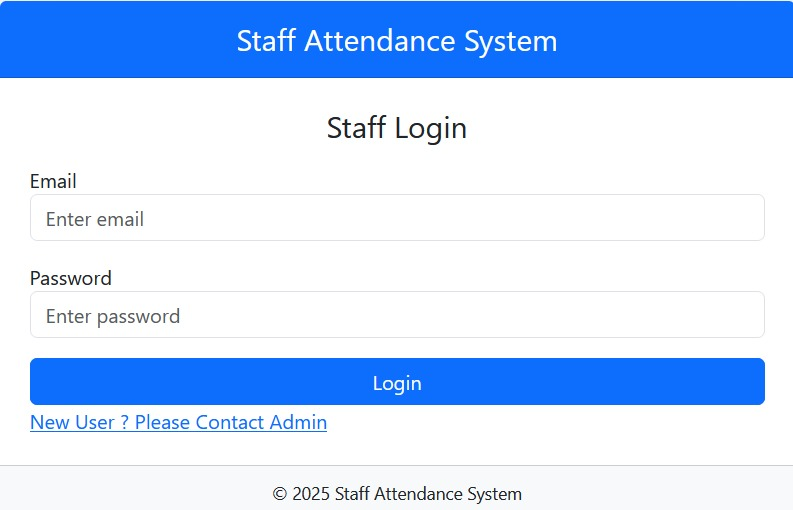 Staff Attendance System
Staff Login
Email
Enter email
Password
Enter password
Login
New User ? Please Contact Admin
© 2025 Staff Attendance System